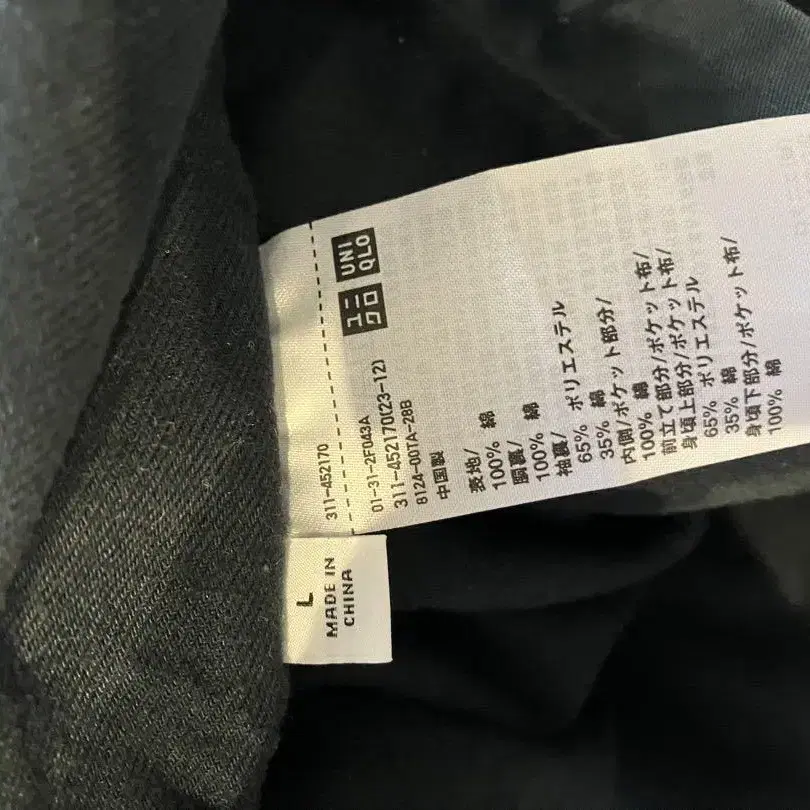 311-452170
ユニクロ
UNIQLO
01-31-2F043A
311-452170(23-12)
8124-00TA-28B
中国製
表地/
100% 綿
胴裏/
100% 綿
袖裏/
65% ポリエステル
35% 綿
内側/ポケット部分/
100% 綿
前立て部分/ポケット布/
身頃上部分/ポケット布/
65% ポリエステル
35% 綿
身頃下部分/ポケット布/
100% 綿
L
MADE IN
CHINA